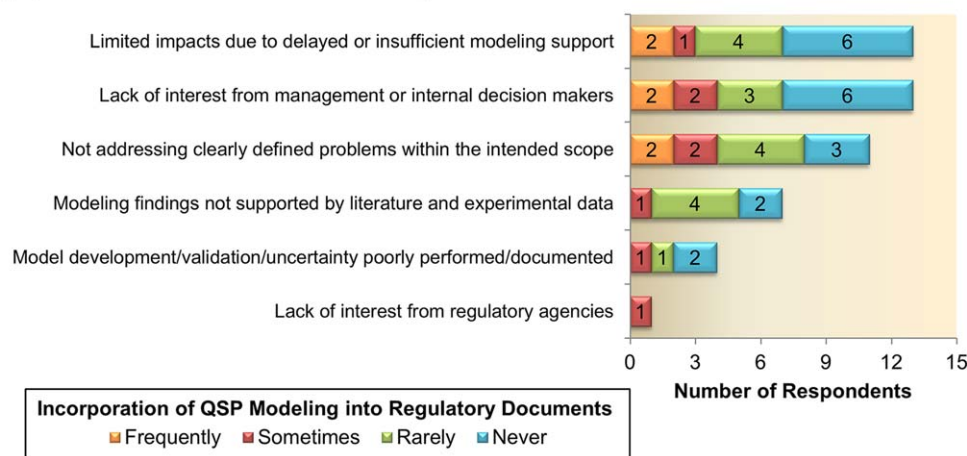 Limited impacts due to delayed or insufficient modeling support 2 1 4 6
Lack of interest from management or internal decision makers 2 2 3 6
Not addressing clearly defined problems within the intended scope 2 2 4 3
Modeling findings not supported by literature and experimental data 1 4 2
Model development/validation/uncertainty poorly performed/documented 1 1 2
Lack of interest from regulatory agencies 1
0 3 6 9 12 15
Number of Respondents
Incorporation of QSP Modeling into Regulatory Documents
Frequently Sometimes Rarely Never